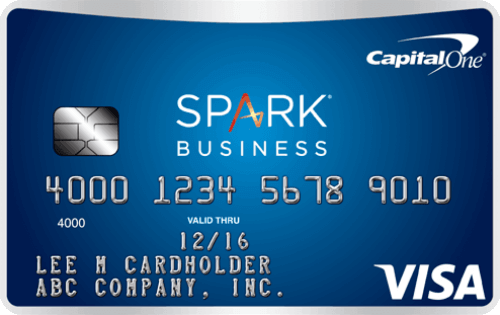 Capital One®
SPARK®
BUSINESS
4000 1234 5678 9010
4000
VALID THRU
12/16
LEE M CARDHOLDER
ABC COMPANY, INC.
VISA